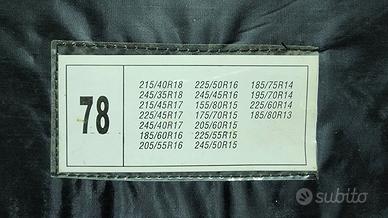 78
215/40R18 225/50R16 185/75R14
245/35R18 245/45R16 195/70R14
215/45R17 155/80R15 225/60R14
225/45R17 175/70R15 185/80R13
245/40R17 205/60R15
185/60R16 225/55R15
205/55R16 245/50R15
subito